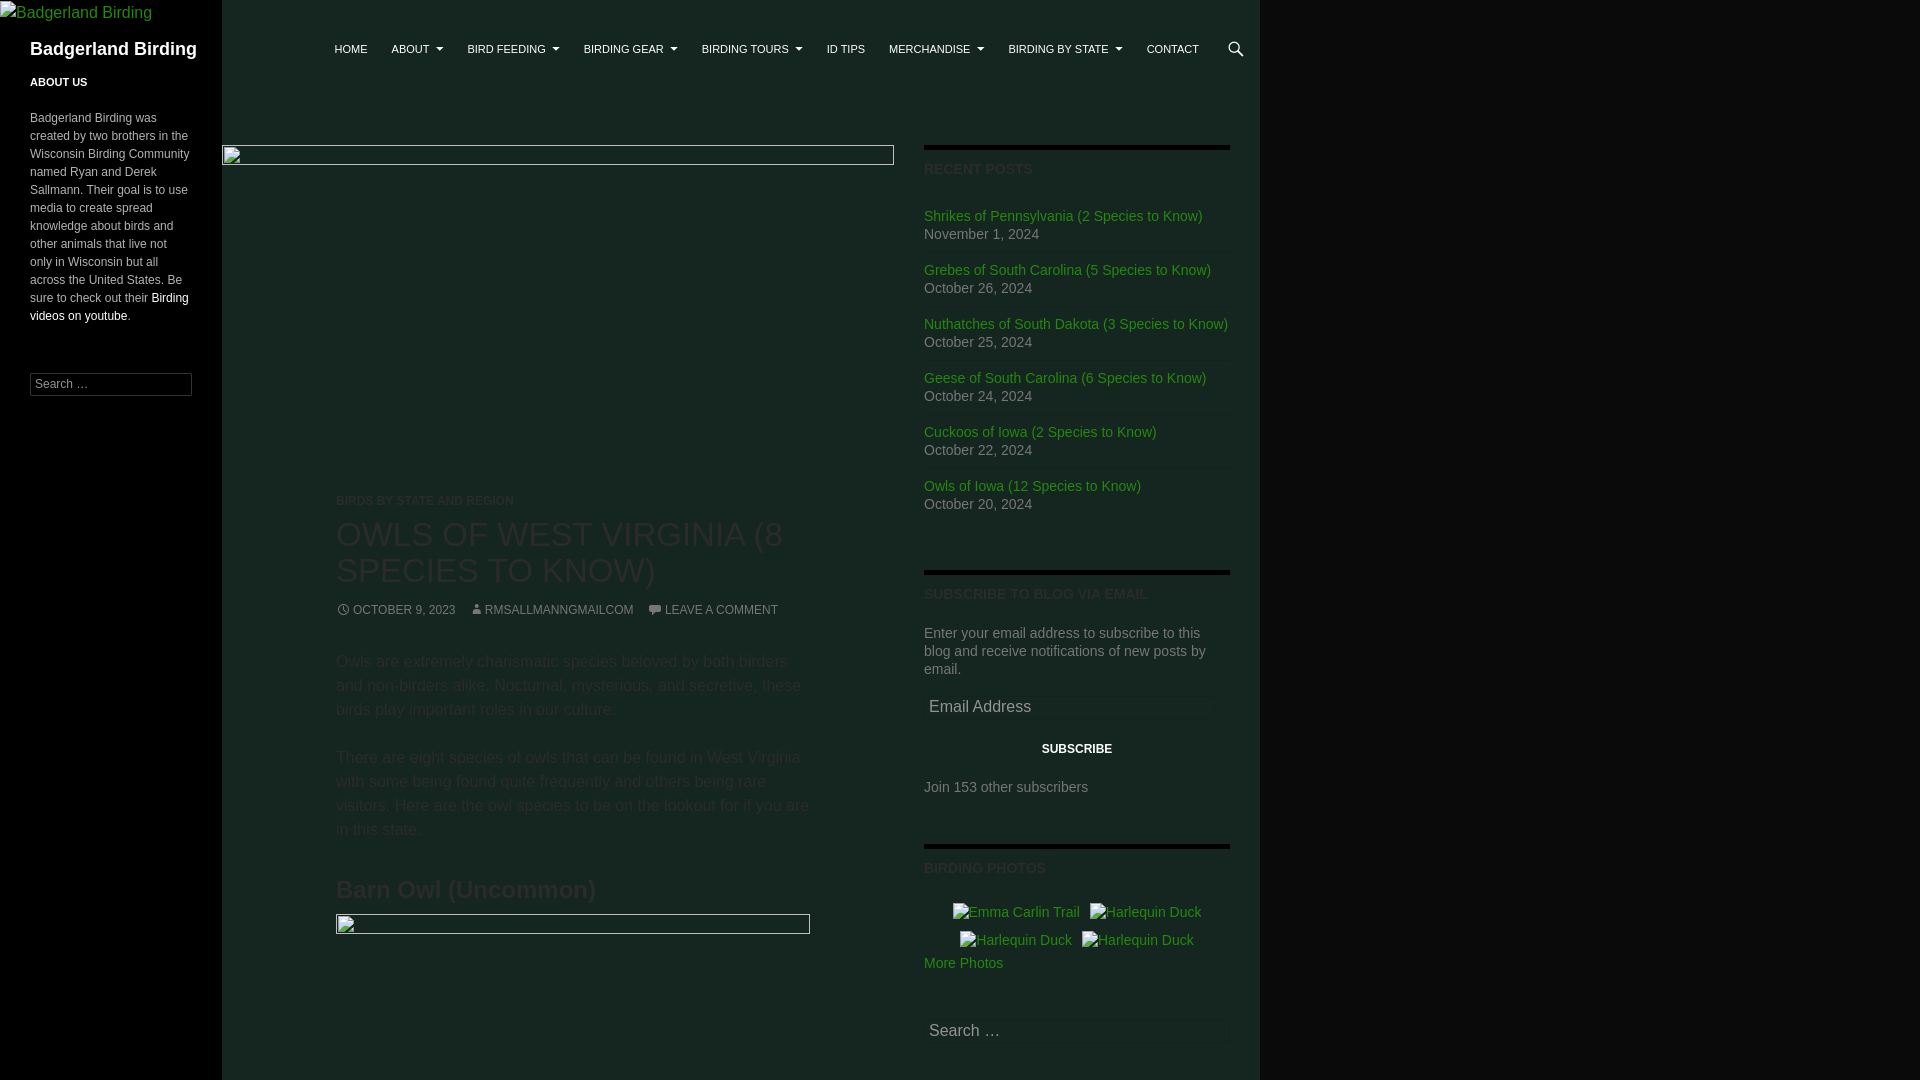 Badgerland Birding
Badgerland Birding
ABOUT US
Badgerland Birding was
created by two brothers in the
Wisconsin Birding Community
named Ryan and Derek
Sallmann. Their goal is to use
media to create spread
knowledge about birds and
other animals that live not
only in Wisconsin but all
across the United States. Be
sure to check out their Birding
videos on youtube.
Search …
HOME ABOUT BIRD FEEDING BIRDING GEAR BIRDING TOURS ID TIPS MERCHANDISE BIRDING BY STATE CONTACT
BIRDS BY STATE AND REGION
OWLS OF WEST VIRGINIA (8
SPECIES TO KNOW)
OCTOBER 9, 2023 RMSALLMANNGMAILCOM LEAVE A COMMENT
Owls are extremely charismatic species beloved by both birders
and non-birders alike. Nocturnal, mysterious, and secretive, these
birds play important roles in our culture.
There are eight species of owls that can be found in West Virginia
with some being found quite frequently and others being rare
visitors. Here are the owl species to be on the lookout for if you are
in this state.
Barn Owl (Uncommon)
RECENT POSTS
Shrikes of Pennsylvania (2 Species to Know)
November 1, 2024
Grebes of South Carolina (5 Species to Know)
October 26, 2024
Nuthatches of South Dakota (3 Species to Know)
October 25, 2024
Geese of South Carolina (6 Species to Know)
October 24, 2024
Cuckoos of Iowa (2 Species to Know)
October 22, 2024
Owls of Iowa (12 Species to Know)
October 20, 2024
SUBSCRIBE TO BLOG VIA EMAIL
Enter your email address to subscribe to this
blog and receive notifications of new posts by
email.
Email Address
SUBSCRIBE
Join 153 other subscribers
BIRDING PHOTOS
Emma Carlin Trail Harlequin Duck
Harlequin Duck Harlequin Duck
More Photos
Search …